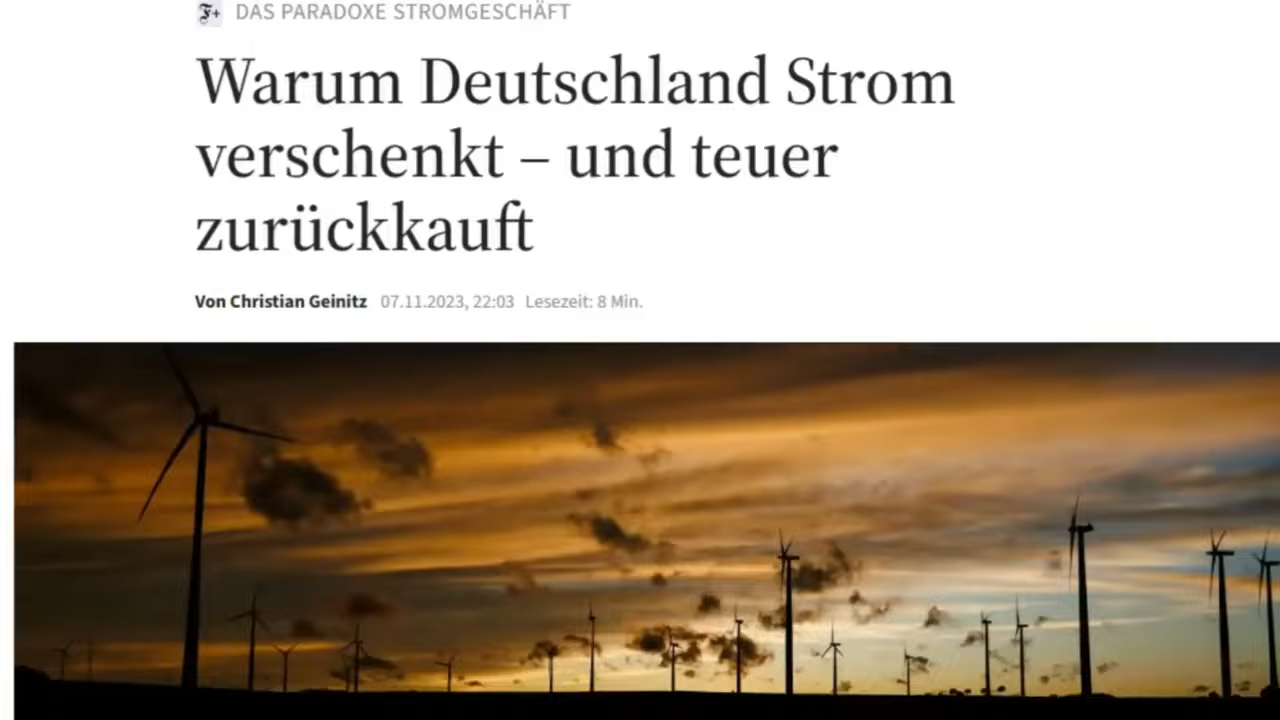 F+ DAS PARADOXE STROMGESCHÄFT
Warum Deutschland Strom
verschenkt – und teuer
zurückkauft
Von Christian Geinitz 07.11.2023, 22:03 Lesezeit: 8 Min.